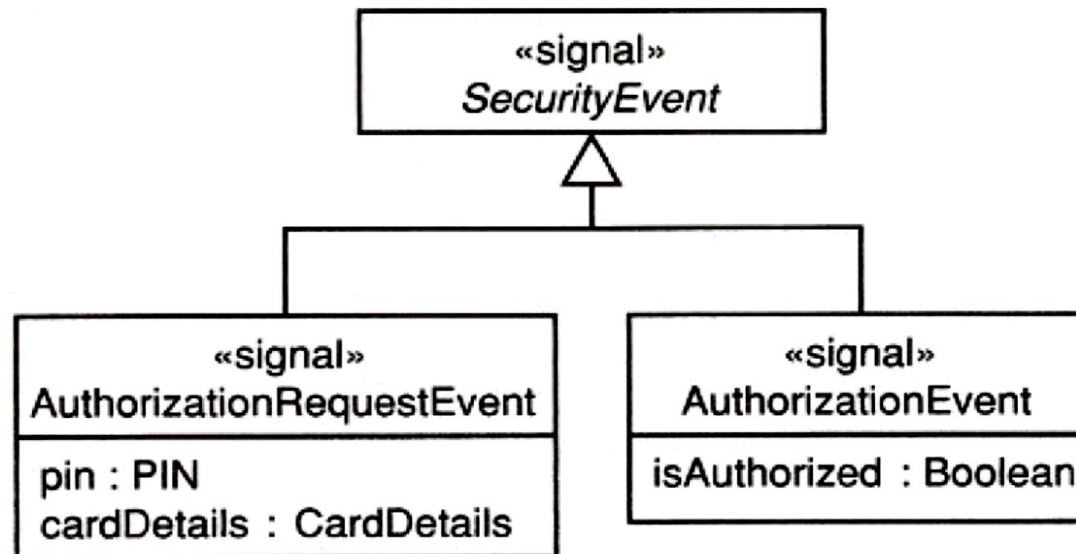 «signal»
SecurityEvent
«signal»
AuthorizationRequestEvent
pin : PIN
cardDetails : CardDetails
«signal»
AuthorizationEvent
isAuthorized : Boolean